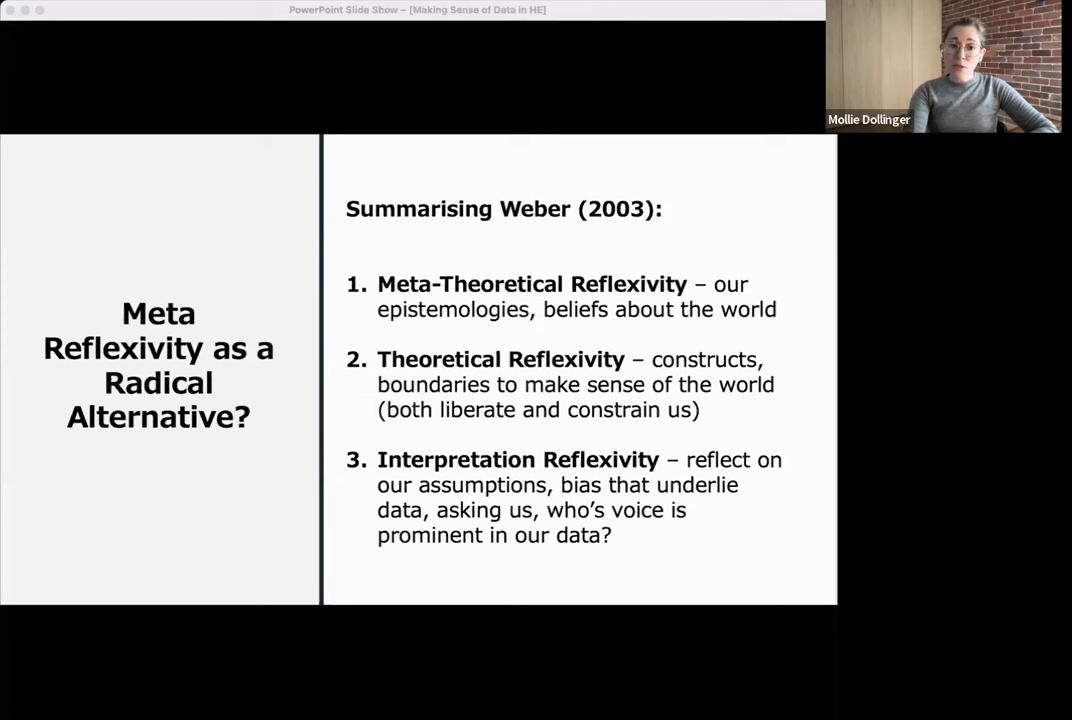 PowerPoint Slide Show – [Making Sense of Data in HE]
Mollie Dollinger
Meta
Reflexivity as a
Radical
Alternative?
Summarising Weber (2003):
1. Meta-Theoretical Reflexivity – our
epistemologies, beliefs about the world
2. Theoretical Reflexivity – constructs,
boundaries to make sense of the world
(both liberate and constrain us)
3. Interpretation Reflexivity – reflect on
our assumptions, bias that underlie
data, asking us, who’s voice is
prominent in our data?